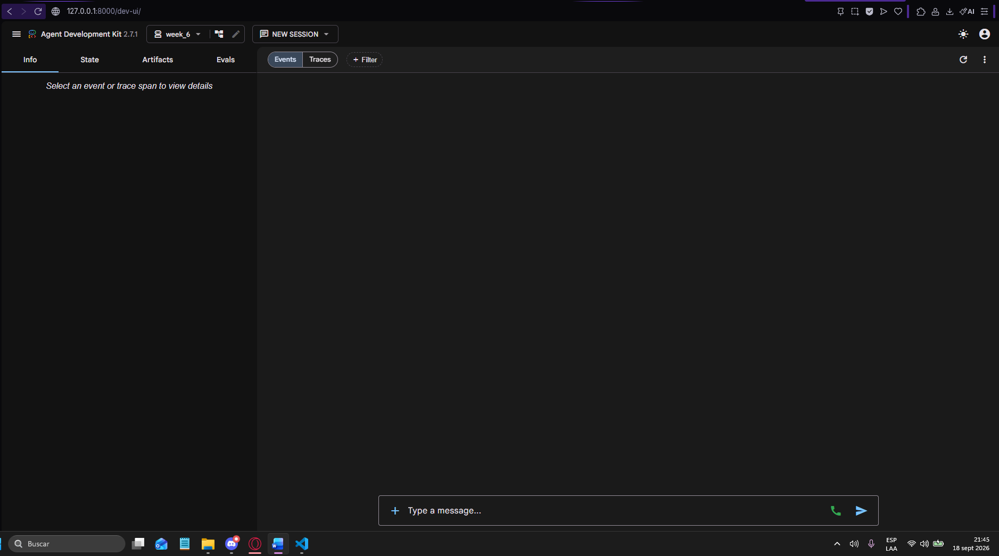 127.0.0.1:8000/dev-ui/
AI
Agent Development Kit 2.7.1
week_6
NEW SESSION
Info
State
Artifacts
Evals
Events
Traces
+ Filter
Select an event or trace span to view details
Type a message...
Buscar
ESP
LAA
21:45
18 sept 2026